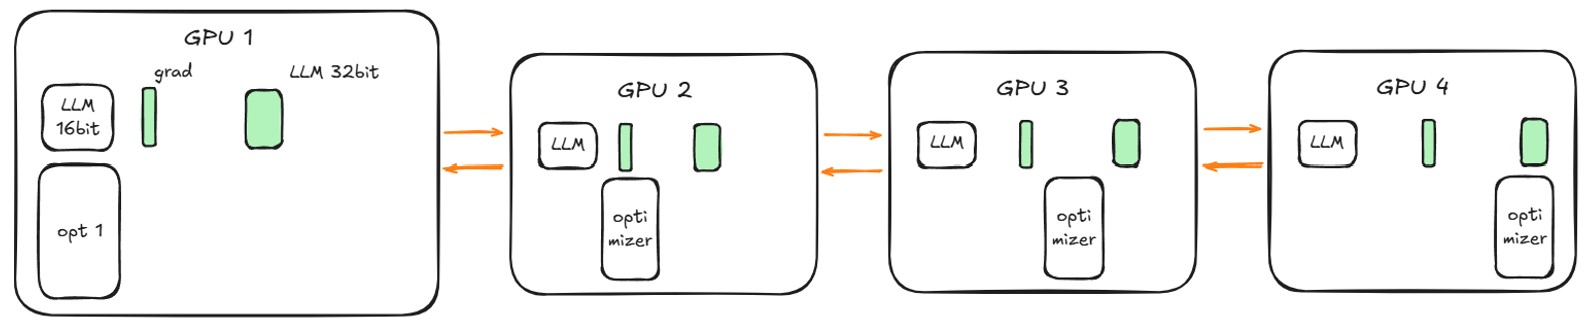 GPU 1
grad
LLM 32bit
LLM
16bit
opt 1
GPU 2
LLM
opti
mizer
GPU 3
LLM
opti
mizer
GPU 4
LLM
opti
mizer